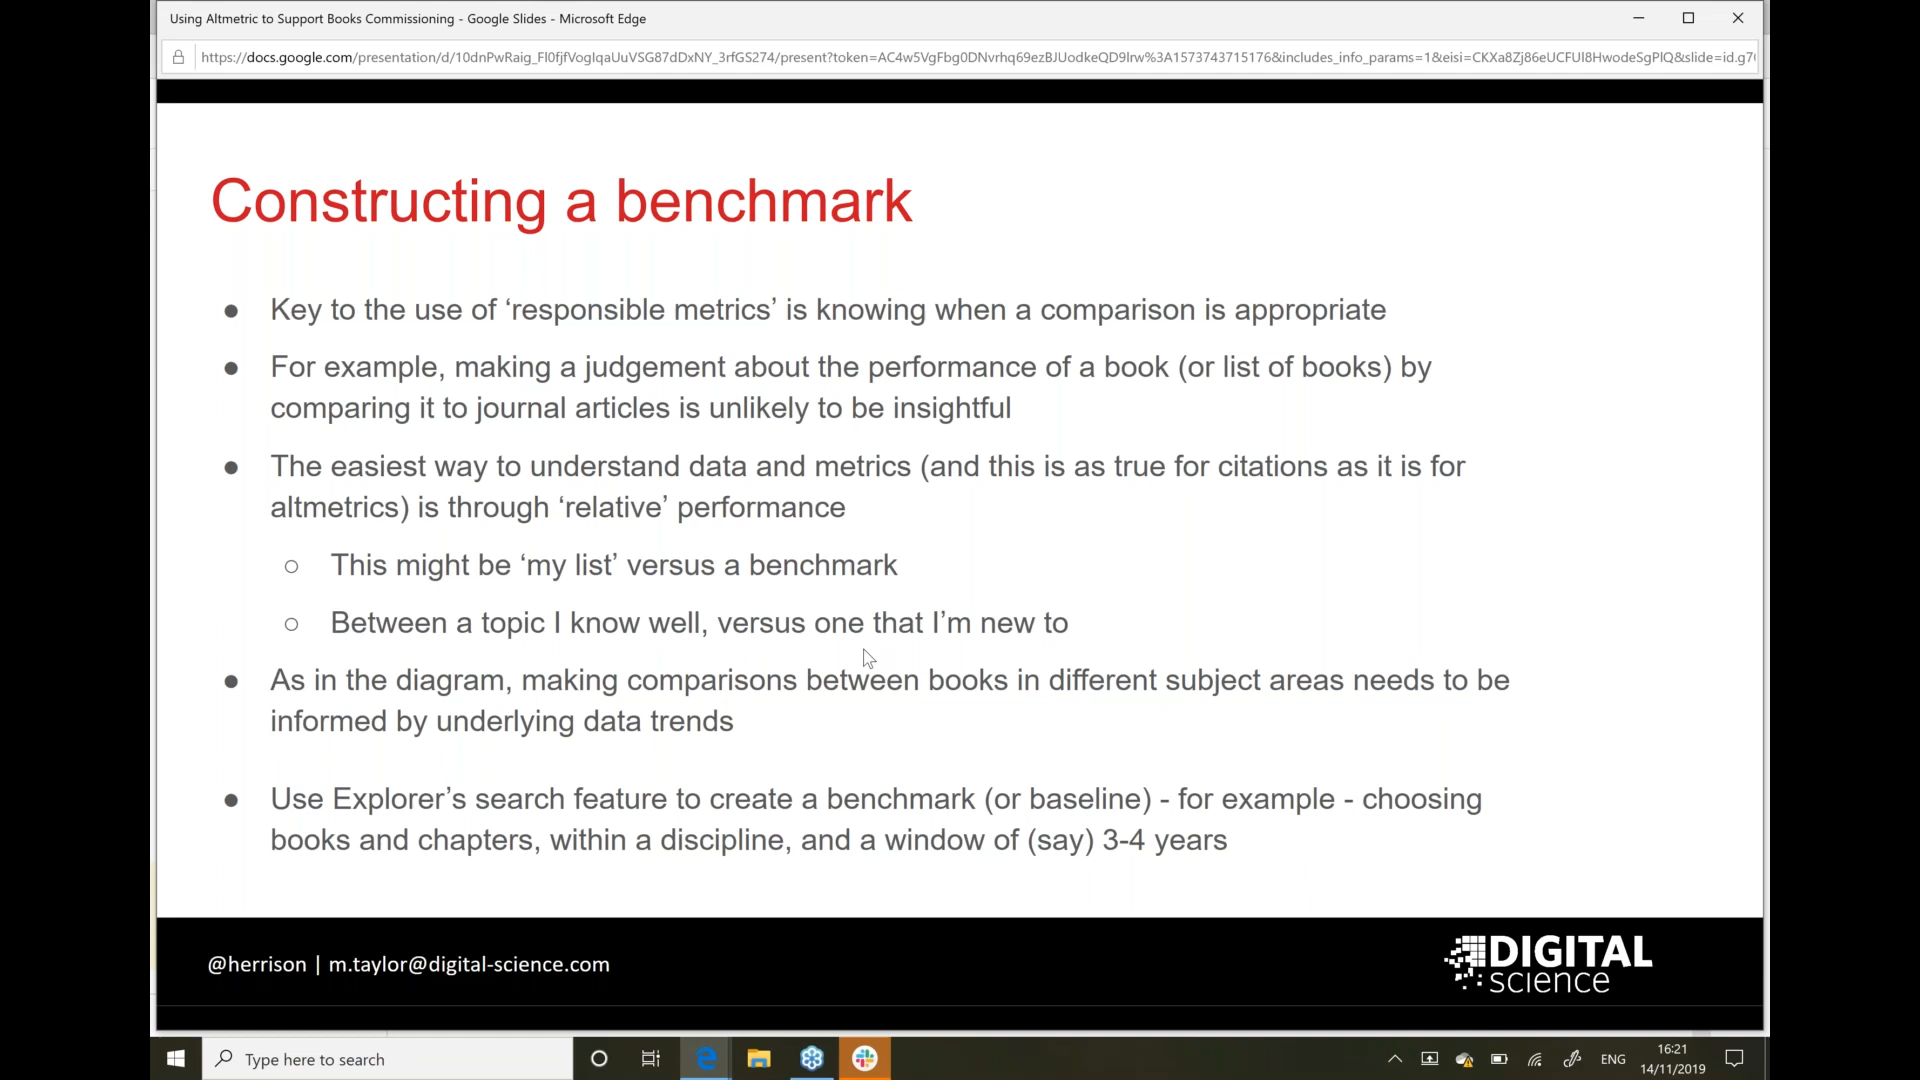 Using Altmetric to Support Books Commissioning - Google Slides - Microsoft Edge
https://docs.google.com/presentation/d/10dnPwRaig_Fl0fjfVogIqaUuVSG87dDxNY_3rfGS274/present?token=AC4w5VgFbg0DNvrhq69ezBJUodkeQD9lrw%3A1573743715176&includes_info_params=1&eisi=CKXa8Zj86eUCFUl8HwodeSgPlQ&slide=id.g7
Constructing a benchmark
● Key to the use of ‘responsible metrics’ is knowing when a comparison is appropriate
● For example, making a judgement about the performance of a book (or list of books) by
comparing it to journal articles is unlikely to be insightful
● The easiest way to understand data and metrics (and this is as true for citations as it is for
altmetrics) is through ‘relative’ performance
○ This might be ‘my list’ versus a benchmark
○ Between a topic I know well, versus one that I’m new to
● As in the diagram, making comparisons between books in different subject areas needs to be
informed by underlying data trends
● Use Explorer’s search feature to create a benchmark (or baseline) - for example - choosing
books and chapters, within a discipline, and a window of (say) 3-4 years
@herrison | m.taylor@digital-science.com
DIGITAL
science
Type here to search
ENG
16:21
14/11/2019